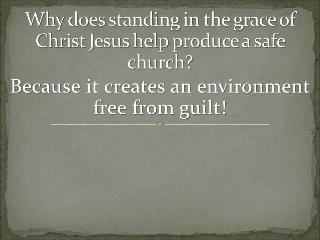 Why does standing in the grace of
Christ Jesus help produce a safe
church?
Because it creates an environment
free from guilt!